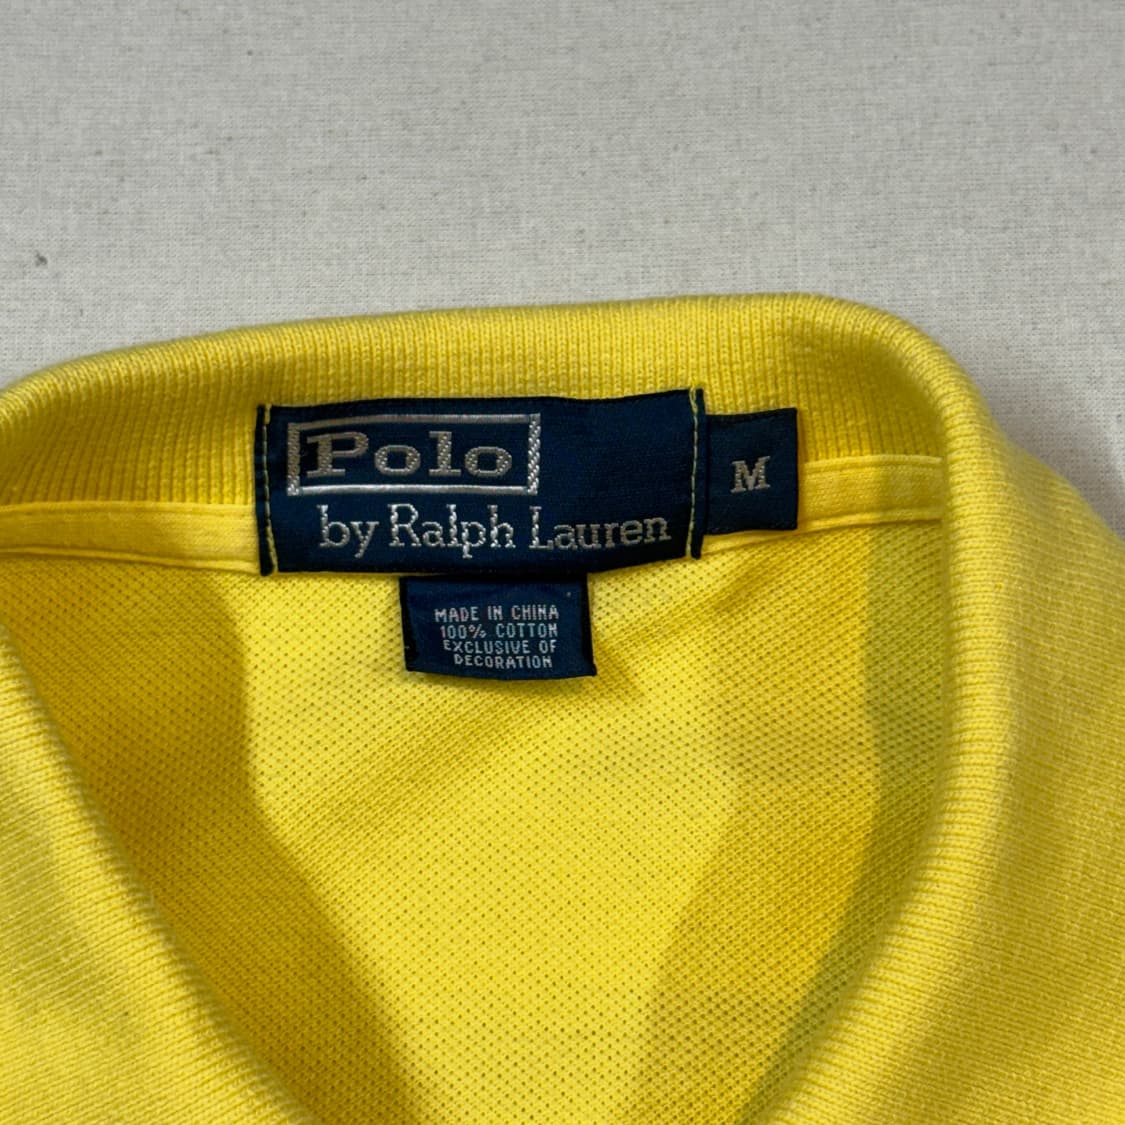 Polo
by Ralph Lauren
M
MADE IN CHINA
100% COTTON
EXCLUSIVE OF
DECORATION